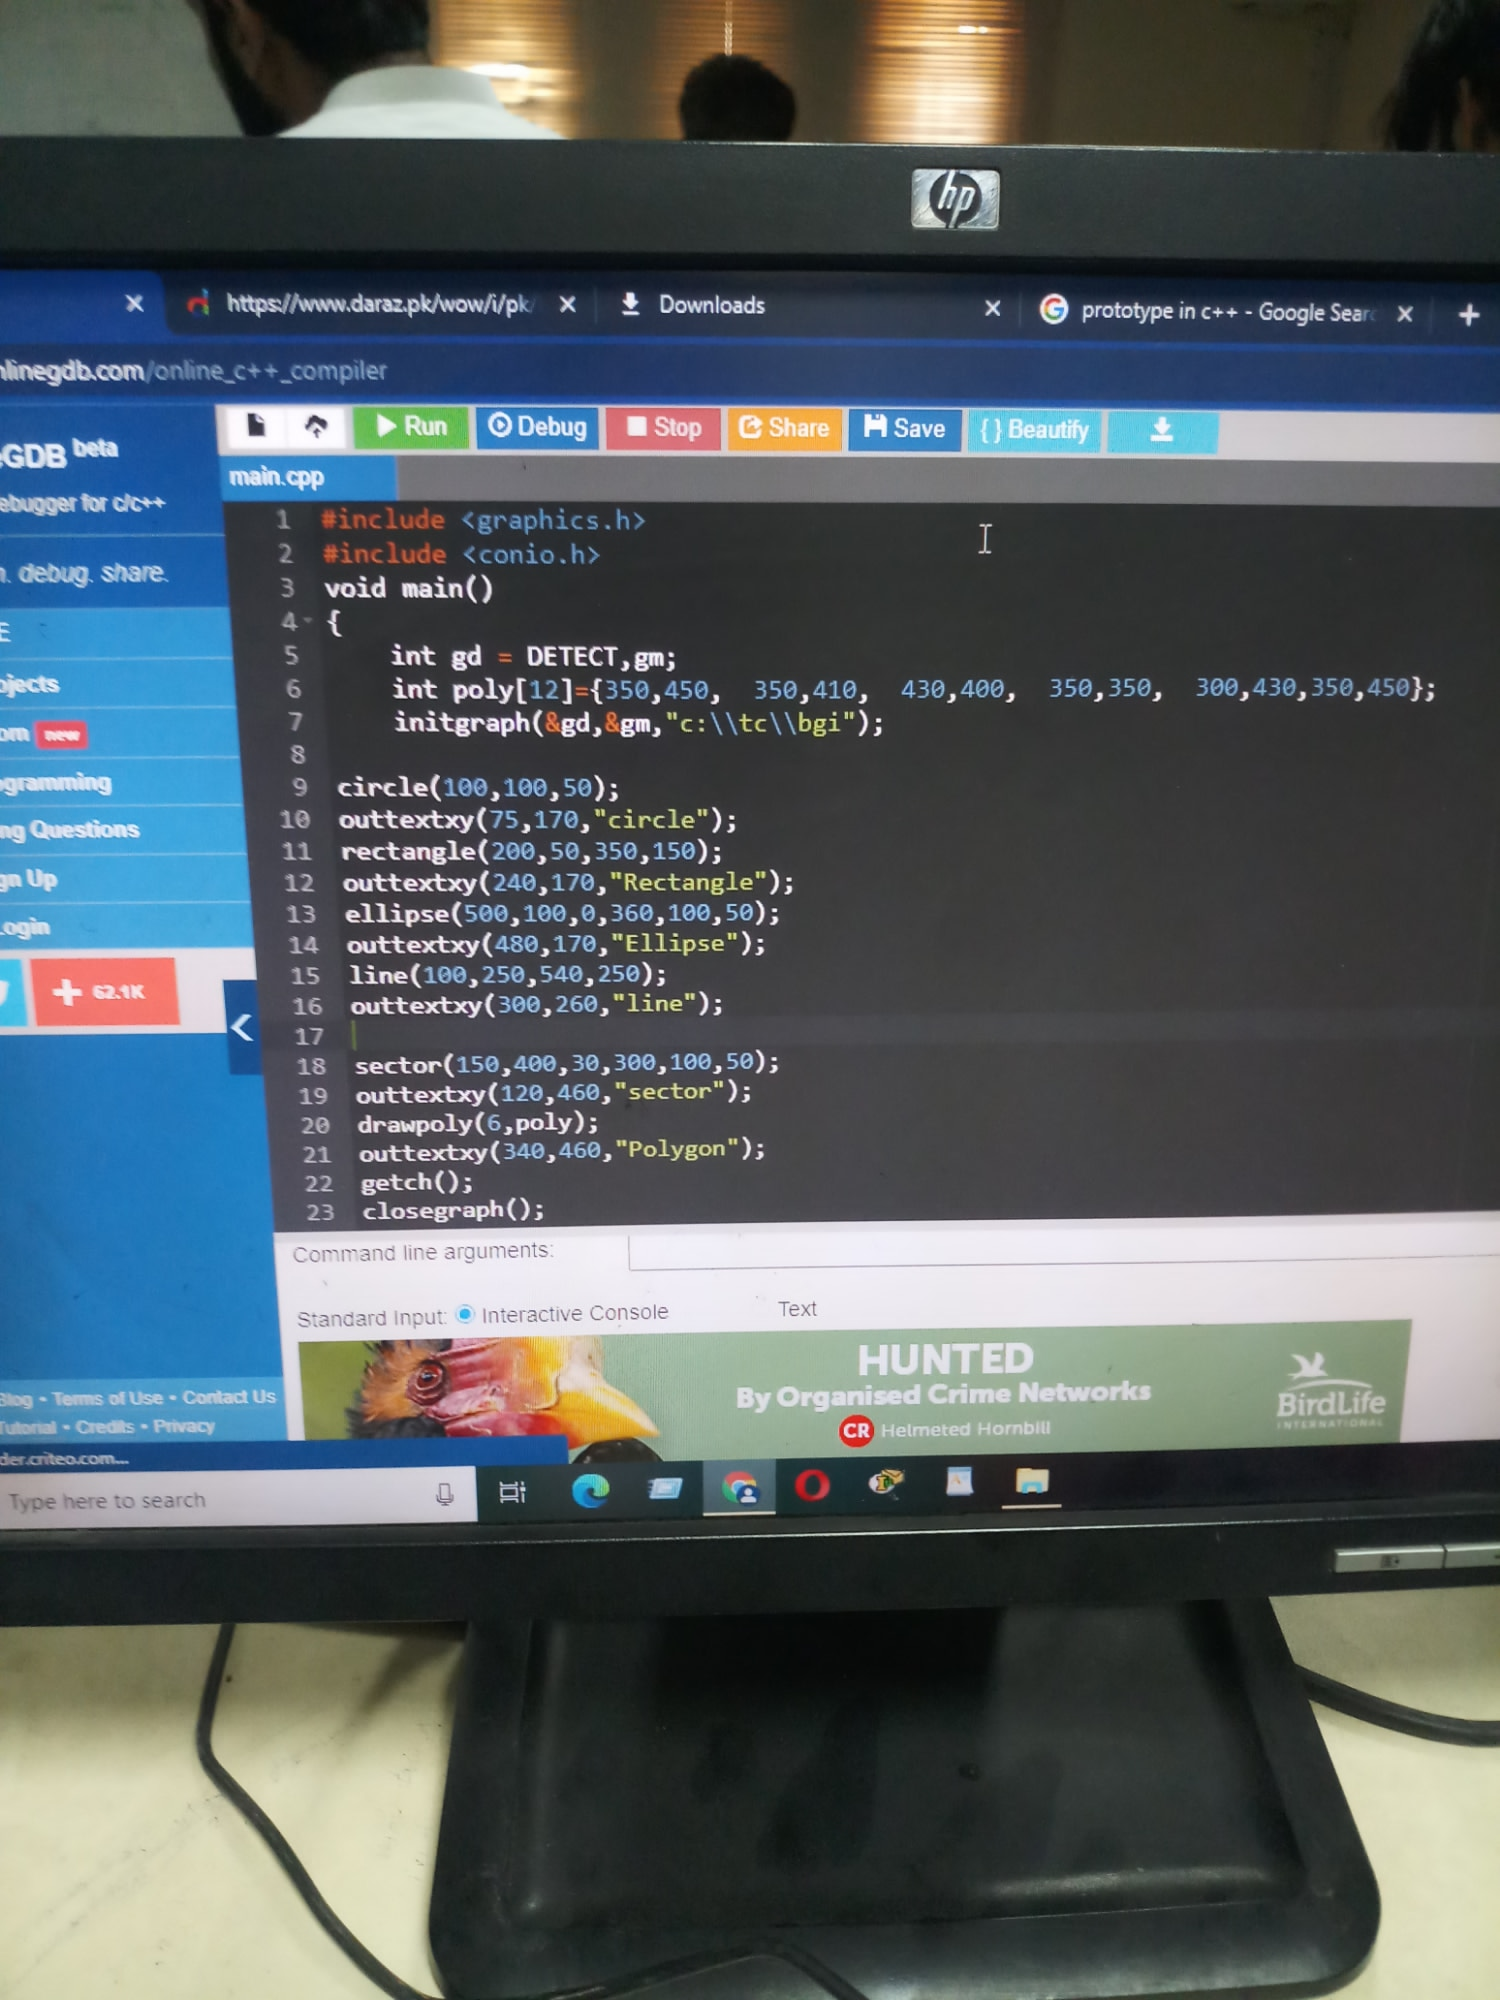 hp
https://www.daraz.pk/wow/i/pk/
Downloads
prototype in c++ - Google Sear
nlinegdb.com/online_c++_compiler
Run
Debug
Stop
Share
Save
{} Beautify
GDB beta
ebugger for c/c++
. debug. share.
E
ojects
om new
ogramming
ng Questions
gn Up
Login
62.1K
main.cpp
1 #include <graphics.h>
2 #include <conio.h>
3 void main()
4 {
5 int gd = DETECT,gm;
6 int poly[12]={350,450, 350,410, 430,400, 350,350, 300,430,350,450};
7 initgraph(&gd,&gm,"c:\\tc\\bgi");
8
9 circle(100,100,50);
10 outtextxy(75,170,"circle");
11 rectangle(200,50,350,150);
12 outtextxy(240,170,"Rectangle");
13 ellipse(500,100,0,360,100,50);
14 outtextxy(480,170,"Ellipse");
15 line(100,250,540,250);
16 outtextxy(300,260,"line");
17
18 sector(150,400,30,300,100,50);
19 outtextxy(120,460,"sector");
20 drawpoly(6,poly);
21 outtextxy(340,460,"Polygon");
22 getch();
23 closegraph();
Command line arguments:
Standard Input: Interactive Console Text
HUNTED
By Organised Crime Networks
CR Helmeted Hornbill
BirdLife
INTERNATIONAL
Blog • Terms of Use • Contact Us
Tutorial • Credits • Privacy
der.criteo.com...
Type here to search